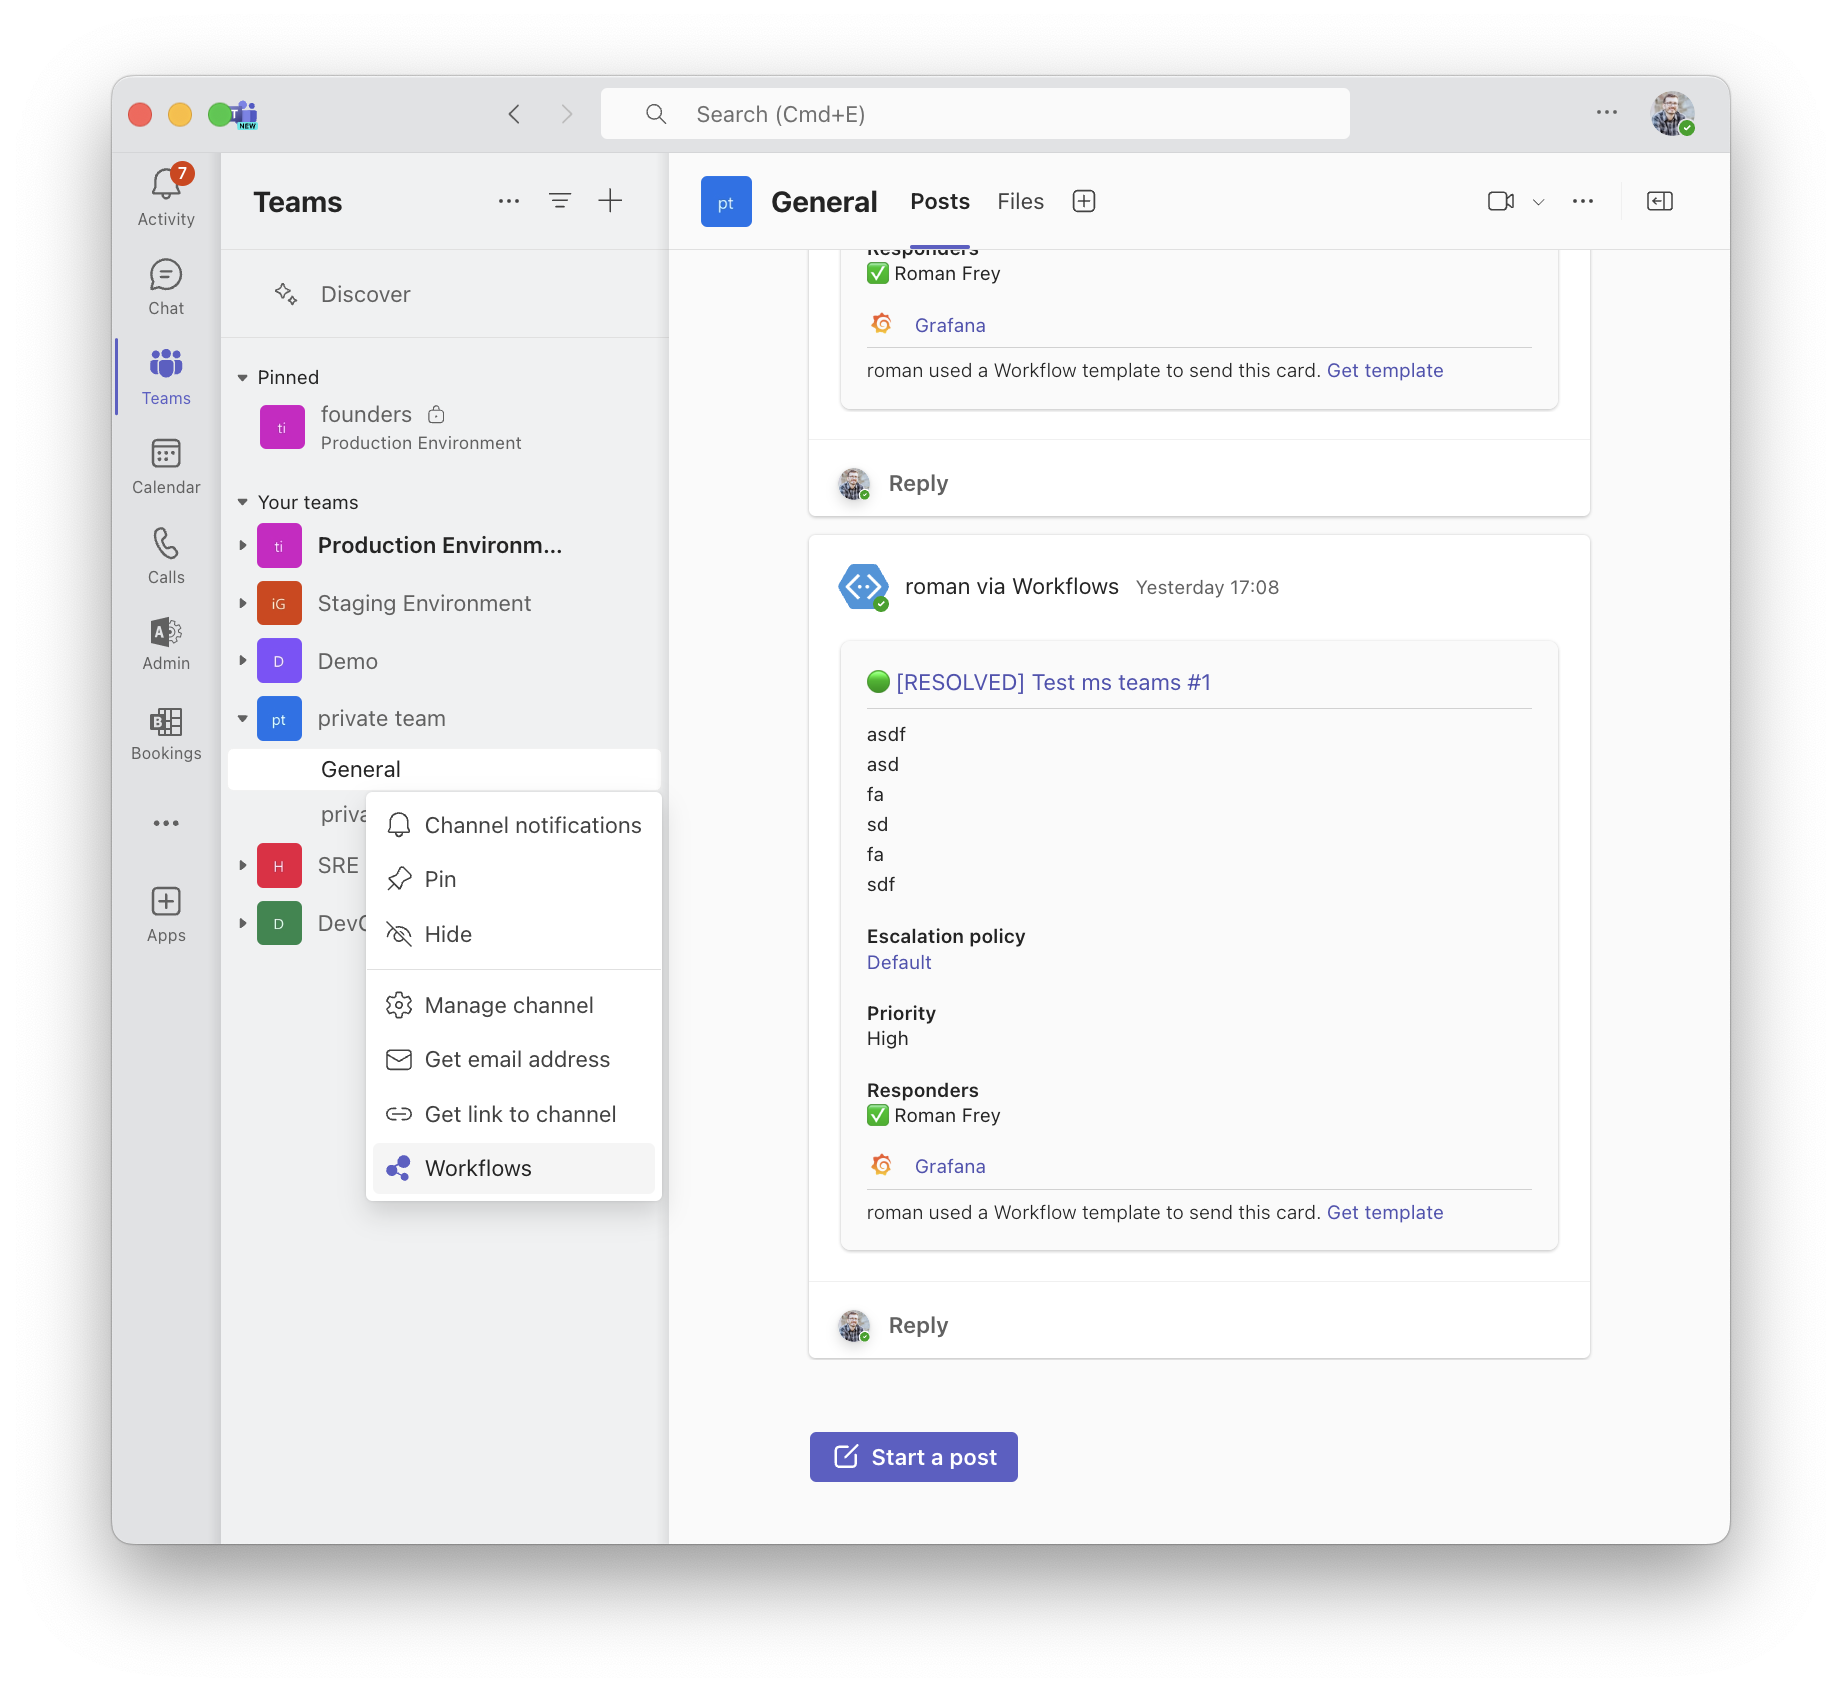 NEW
Search (Cmd+E)
7
Activity
Chat
Teams
Calendar
Calls
Admin
Bookings
Apps
Teams
Discover
Pinned
ti
founders
Production Environment
Your teams
ti
Production Environm...
iG
Staging Environment
D
Demo
pt
private team
General
priva
H
SRE
D
Channel notifications
Pin
Hide
Manage channel
Get email address
Get link to channel
Workflows
pt
General
Posts
Files
Responders
✅ Roman Frey
Grafana
roman used a Workflow template to send this card. Get template
Reply
roman via Workflows Yesterday 17:08
[RESOLVED] Test ms teams #1
asdf
asd
fa
sd
fa
sdf
Escalation policy
Default
Priority
High
Responders
✅ Roman Frey
Grafana
roman used a Workflow template to send this card. Get template
Reply
Start a post